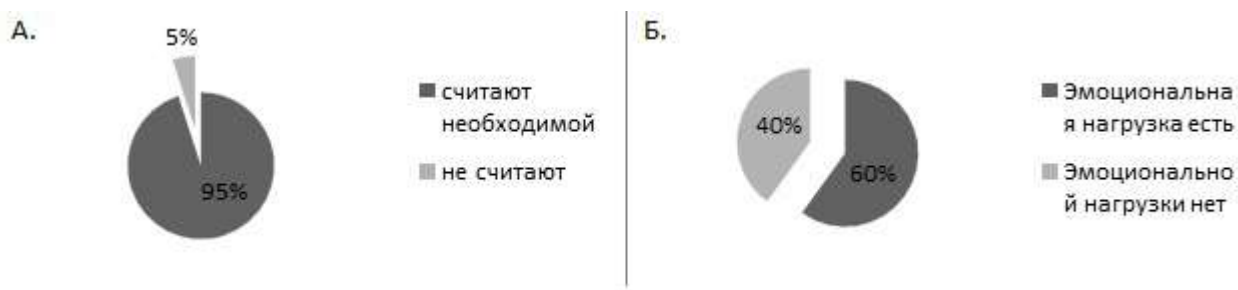 А.
5%
95%
считают
необходимой
не считают
Б.
40%
60%
Эмоциональна
я нагрузка есть
Эмоционально
й нагрузки нет